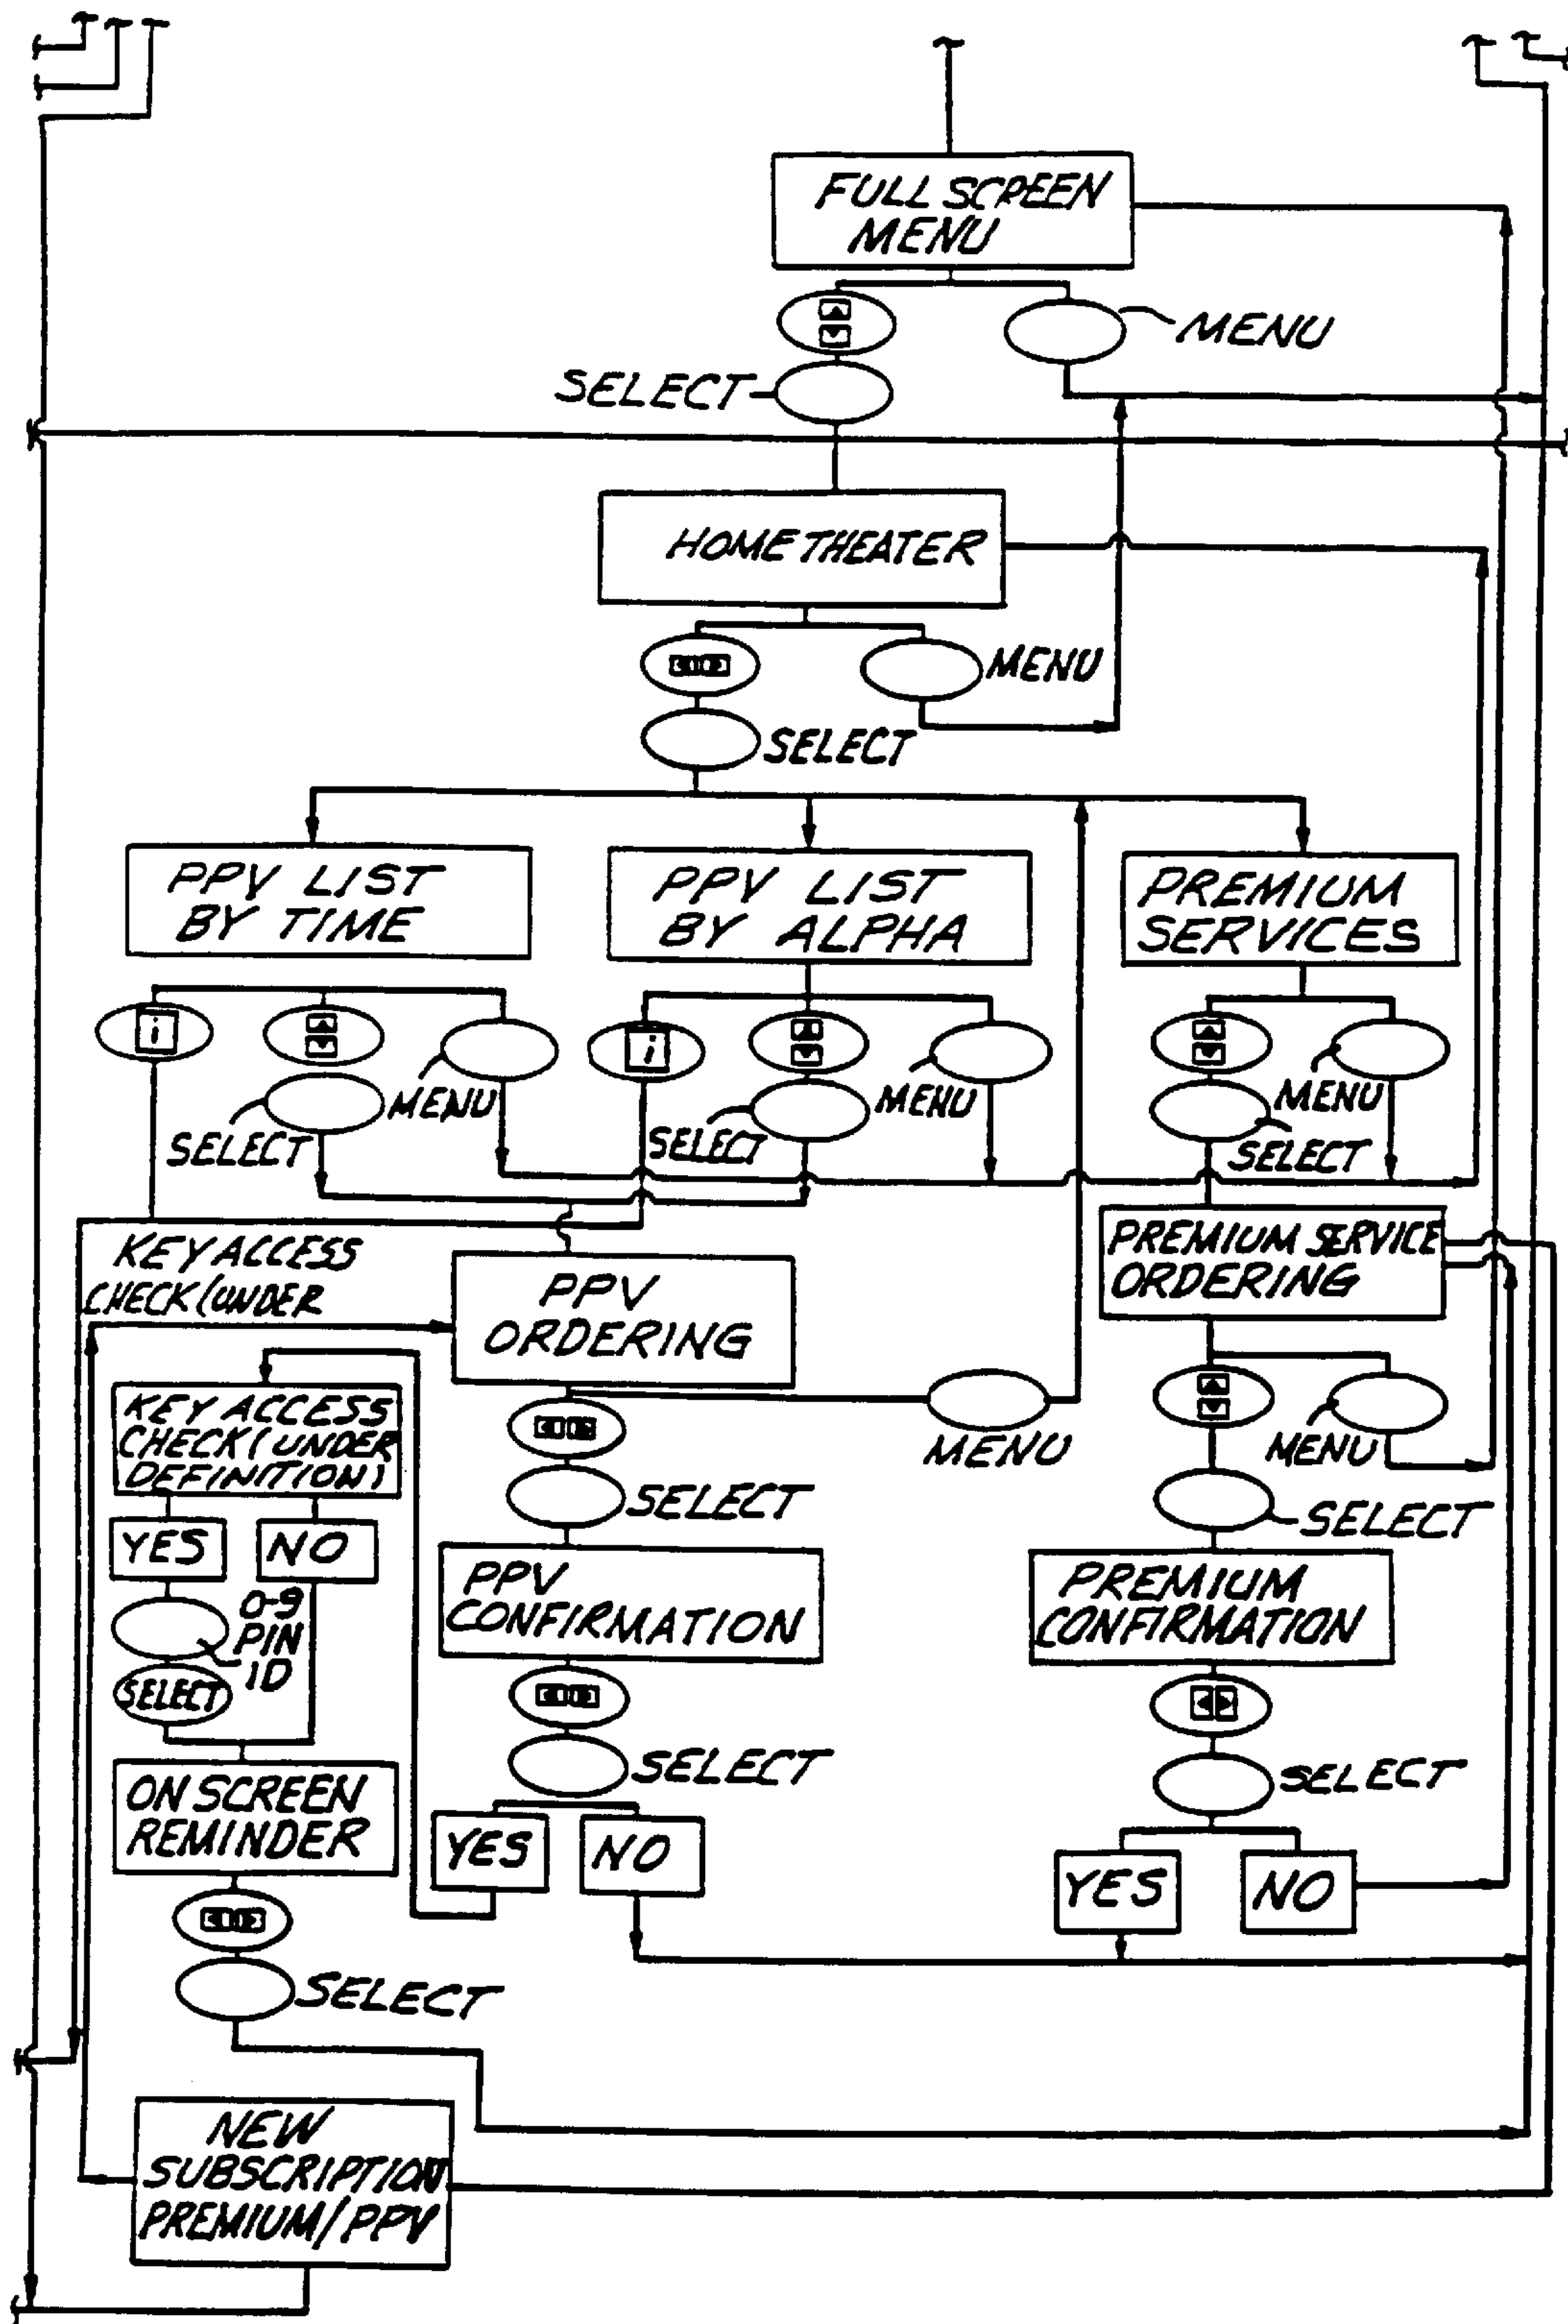 FULL SCREEN
MENU
MENU
SELECT
HOME THEATER
MENU
SELECT
PPV LIST
BY TIME
PPV LIST
BY ALPHA
PREMIUM
SERVICES
i
i
MENU
MENU
MENU
SELECT
SELECT
SELECT
KEY ACCESS
CHECK (UNDER
PPV
ORDERING
PREMIUM SERVICE
ORDERING
KEY ACCESS
CHECK (UNDER
DEFINITION)
MENU
MENU
SELECT
SELECT
YES
NO
0-9
PIN
ID
SELECT
PPV
CONFIRMATION
PREMIUM
CONFIRMATION
SELECT
SELECT
ON SCREEN
REMINDER
YES
NO
YES
NO
SELECT
NEW
SUBSCRIPTION
PREMIUM/PPV